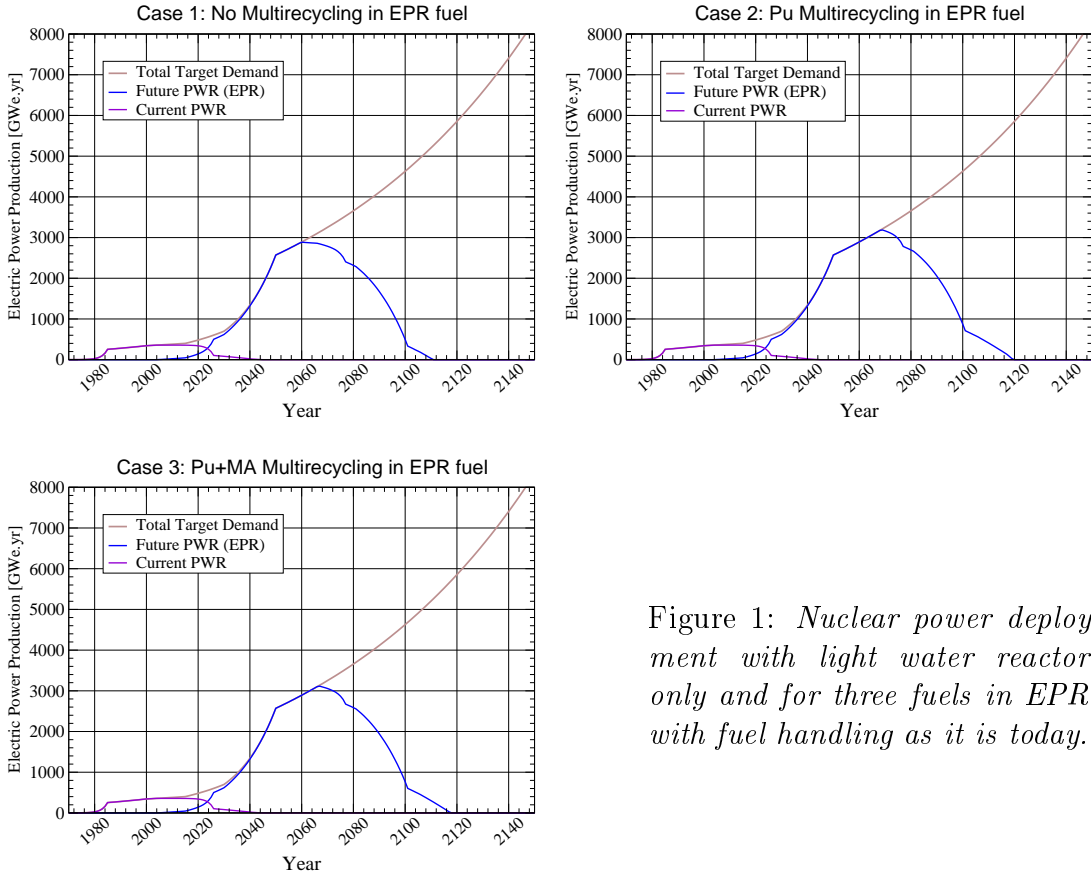 Case 1: No Multirecycling in EPR fuel
Electric Power Production [GWe.yr]
8000
7000
6000
5000
4000
3000
2000
1000
0
Total Target Demand
Future PWR (EPR)
Current PWR
1980 2000 2020 2040 2060 2080 2100 2120 2140
Year
Case 2: Pu Multirecycling in EPR fuel
Electric Power Production [GWe.yr]
8000
7000
6000
5000
4000
3000
2000
1000
0
Total Target Demand
Future PWR (EPR)
Current PWR
1980 2000 2020 2040 2060 2080 2100 2120 2140
Year
Case 3: Pu+MA Multirecycling in EPR fuel
Electric Power Production [GWe.yr]
8000
7000
6000
5000
4000
3000
2000
1000
0
Total Target Demand
Future PWR (EPR)
Current PWR
1980 2000 2020 2040 2060 2080 2100 2120 2140
Year
Figure 1: Nuclear power deploy
ment with light water reactor
only and for three fuels in EPR
with fuel handling as it is today.